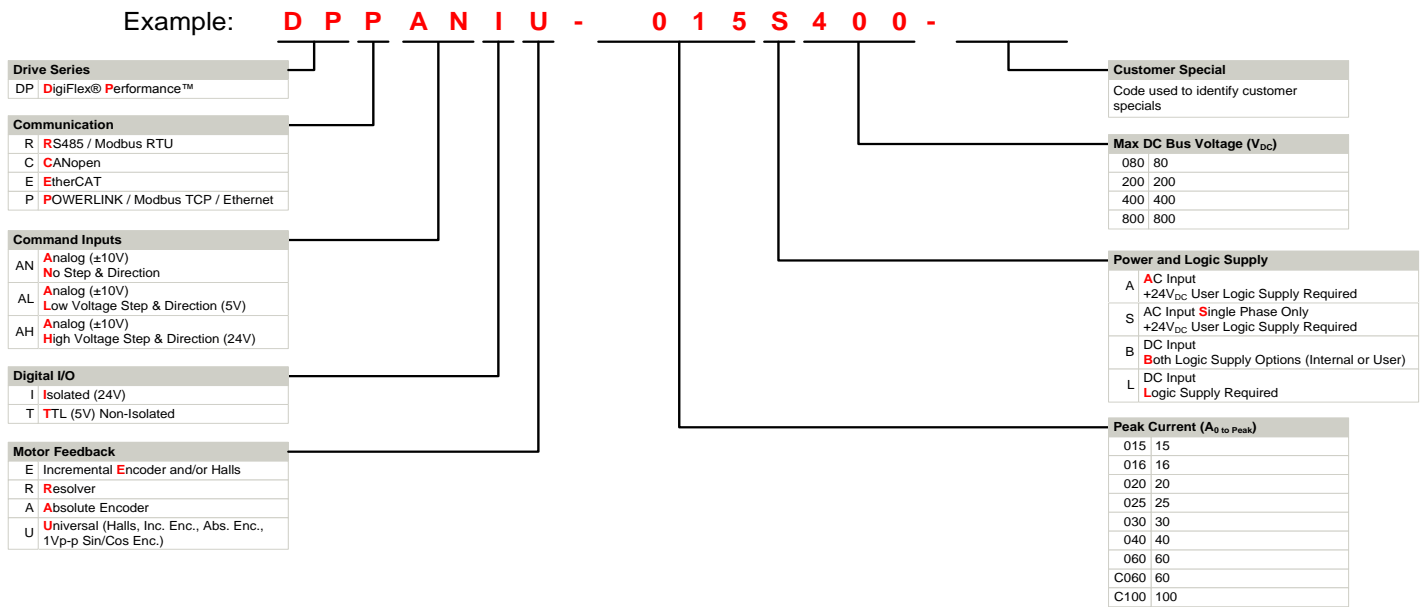 Example: D P P A N I U - 0 1 5 S 4 0 0 -
Drive Series
DP DigiFlex® Performance™
Communication
R RS485 / Modbus RTU
C CANopen
E EtherCAT
P POWERLINK / Modbus TCP / Ethernet
Command Inputs
AN Analog (±10V)
No Step & Direction
AL Analog (±10V)
Low Voltage Step & Direction (5V)
AH Analog (±10V)
High Voltage Step & Direction (24V)
Digital I/O
I Isolated (24V)
T TTL (5V) Non-Isolated
Motor Feedback
E Incremental Encoder and/or Halls
R Resolver
A Absolute Encoder
U Universal (Halls, Inc. Enc., Abs. Enc.,
1Vp-p Sin/Cos Enc.)
Customer Special
Code used to identify customer
specials
Max DC Bus Voltage (VDC)
080 80
200 200
400 400
800 800
Power and Logic Supply
A AC Input
+24VDC User Logic Supply Required
S AC Input Single Phase Only
+24VDC User Logic Supply Required
B DC Input
Both Logic Supply Options (Internal or User)
L DC Input
Logic Supply Required
Peak Current (A0 to Peak)
015 15
016 16
020 20
025 25
030 30
040 40
060 60
C060 60
C100 100